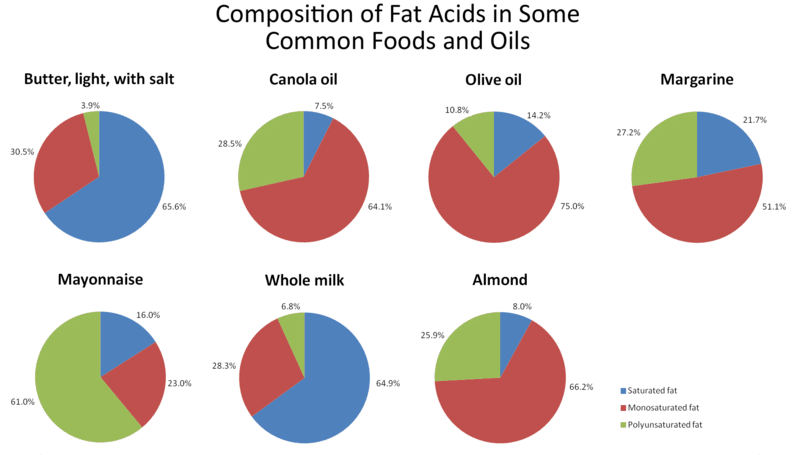 Composition of Fat Acids in Some
Common Foods and Oils
Butter, light, with salt
3.9%
30.5%
65.6%
Canola oil
7.5%
28.5%
64.1%
Olive oil
10.8%
14.2%
75.0%
Margarine
21.7%
27.2%
51.1%
Mayonnaise
16.0%
23.0%
61.0%
Whole milk
6.8%
28.3%
64.9%
Almond
8.0%
25.9%
66.2%
Saturated fat
Monosaturated fat
Polyunsaturated fat